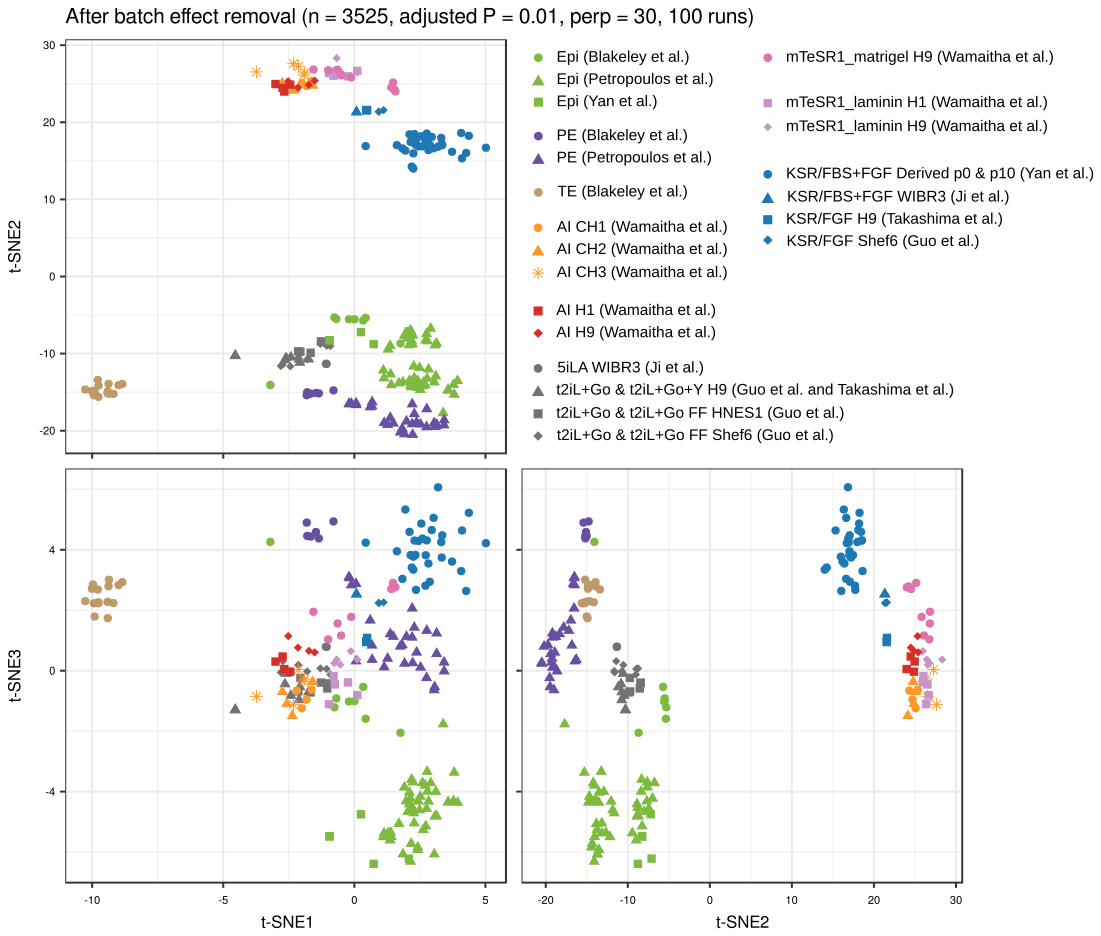 After batch effect removal (n = 3525, adjusted P = 0.01, perp = 30, 100 runs)
30
20
10
0
-10
-20
t-SNE2
Epi (Blakeley et al.)
Epi (Petropoulos et al.)
Epi (Yan et al.)
PE (Blakeley et al.)
PE (Petropoulos et al.)
TE (Blakeley et al.)
AI CH1 (Wamaitha et al.)
AI CH2 (Wamaitha et al.)
AI CH3 (Wamaitha et al.)
AI H1 (Wamaitha et al.)
AI H9 (Wamaitha et al.)
5iLA WIBR3 (Ji et al.)
t2iL+Go & t2iL+Go+Y H9 (Guo et al. and Takashima et al.)
t2iL+Go & t2iL+Go FF HNES1 (Guo et al.)
t2iL+Go & t2iL+Go FF Shef6 (Guo et al.)
mTeSR1_matrigel H9 (Wamaitha et al.)
mTeSR1_laminin H1 (Wamaitha et al.)
mTeSR1_laminin H9 (Wamaitha et al.)
KSR/FBS+FGF Derived p0 & p10 (Yan et al.)
KSR/FBS+FGF WIBR3 (Ji et al.)
KSR/FGF H9 (Takashima et al.)
KSR/FGF Shef6 (Guo et al.)
4
0
-4
t-SNE3
-10 -5 0 5
t-SNE1
-20 -10 0 10 20 30
t-SNE2